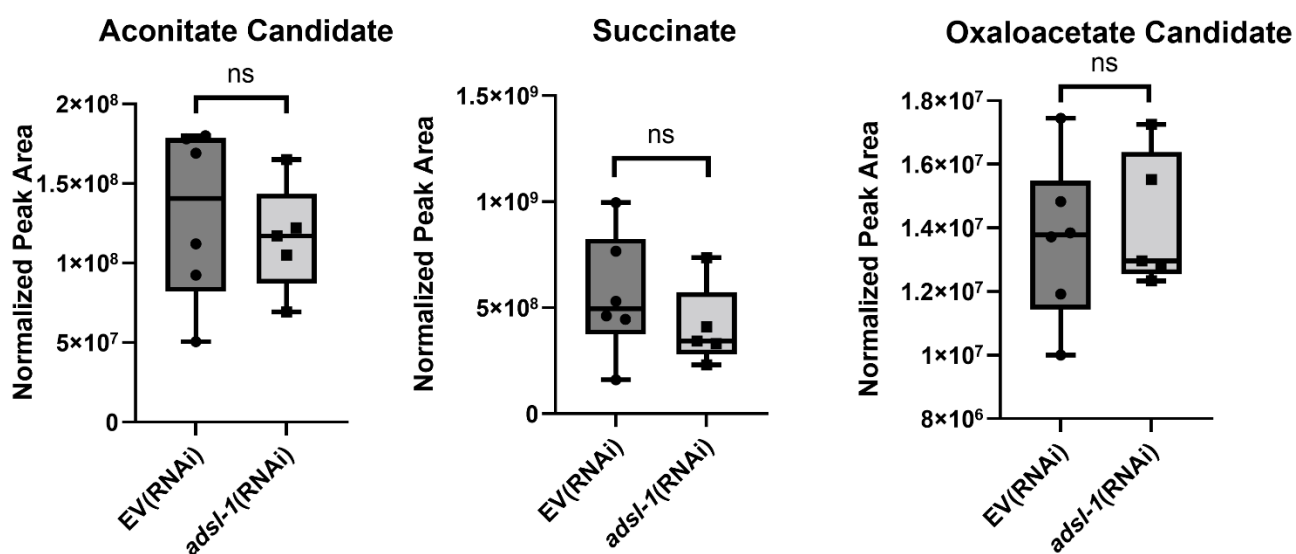 Aconitate Candidate
ns
Normalized Peak Area
2×10⁸
1.5×10⁸
1×10⁸
5×10⁷
0
EV(RNAi)
adsl-1(RNAi)
Succinate
ns
Normalized Peak Area
1.5×10⁹
1×10⁹
5×10⁸
0
EV(RNAi)
adsl-1(RNAi)
Oxaloacetate Candidate
ns
Normalized Peak Area
1.8×10⁷
1.6×10⁷
1.4×10⁷
1.2×10⁷
1×10⁷
8×10⁶
EV(RNAi)
adsl-1(RNAi)